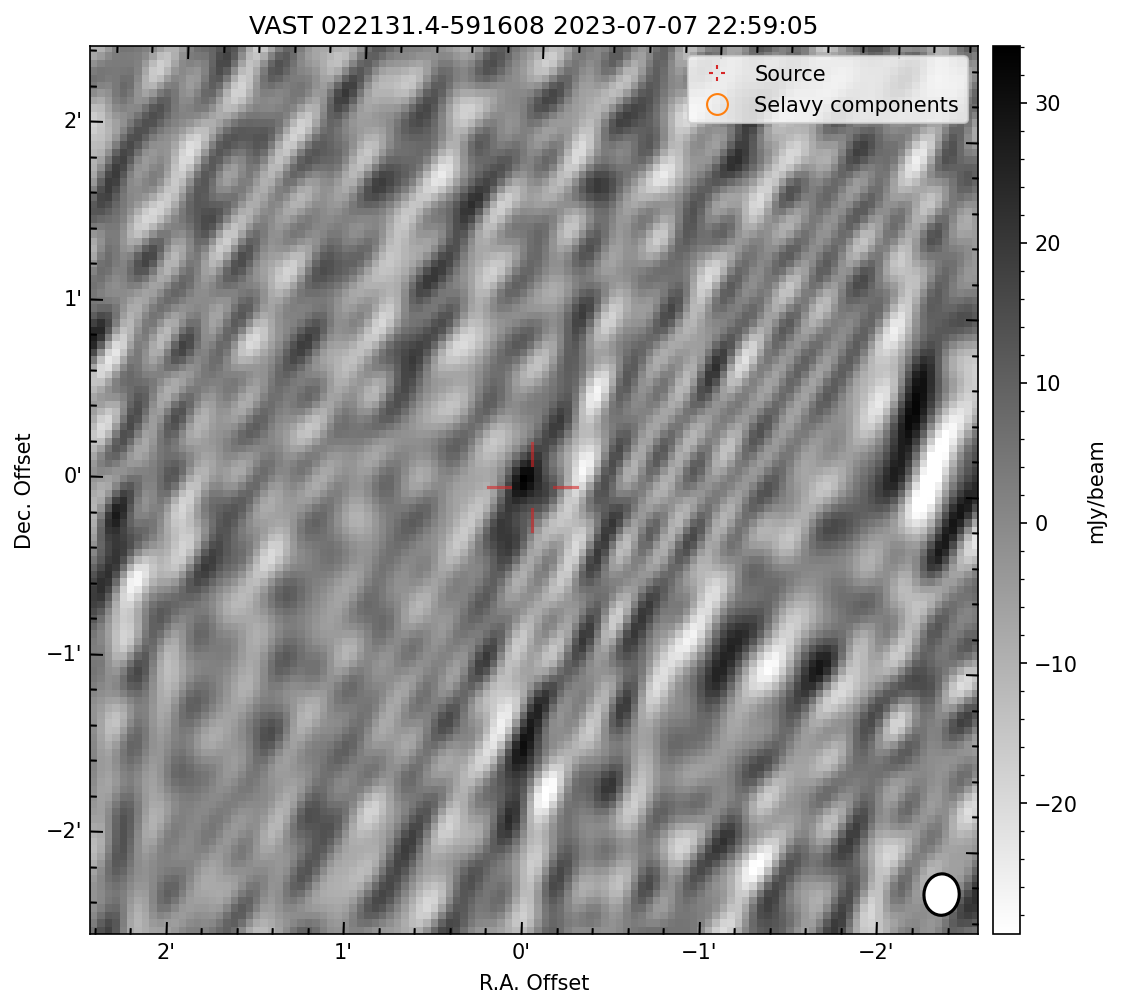 VAST 022131.4-591608 2023-07-07 22:59:05
Source
Selavy components
2'
1'
0'
−1'
−2'
Dec. Offset
2'
1'
0'
−1'
−2'
R.A. Offset
30
20
10
0
−10
−20
mJy/beam